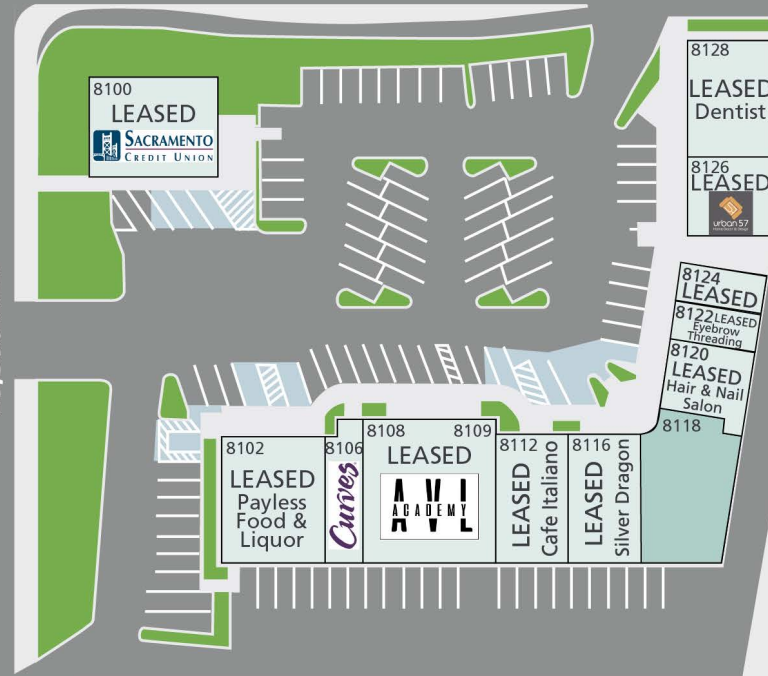 8100
LEASED
SACRAMENTO
CREDIT UNION
8128
LEASED
Dentist
8126
LEASED
urban 57
8124
LEASED
8122 LEASED
Eyebrow
Threading
8120
LEASED
Hair & Nail
Salon
8118
8102
LEASED
Payless
Food &
Liquor
8106
Curves
8108 8109
LEASED
AVL
ACADEMY
8112
LEASED
Cafe Italiano
8116
LEASED
Silver Dragon